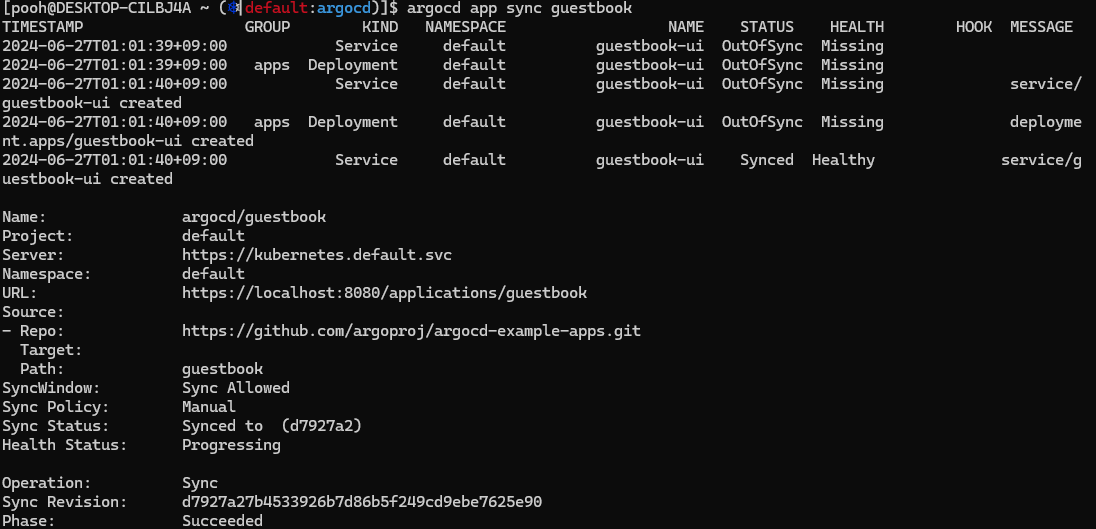 [pooh@DESKTOP-CILBJ4A ~ (⎈|default:argocd)]$ argocd app sync guestbook
TIMESTAMP                  GROUP        KIND   NAMESPACE                  NAME    STATUS    HEALTH        HOOK  MESSAGE
2024-06-27T01:01:39+09:00            Service     default          guestbook-ui  OutOfSync  Missing
2024-06-27T01:01:39+09:00   apps  Deployment     default          guestbook-ui  OutOfSync  Missing
2024-06-27T01:01:40+09:00            Service     default          guestbook-ui  OutOfSync  Missing              service/
guestbook-ui created
2024-06-27T01:01:40+09:00   apps  Deployment     default          guestbook-ui  OutOfSync  Missing              deployme
nt.apps/guestbook-ui created
2024-06-27T01:01:40+09:00            Service     default          guestbook-ui    Synced  Healthy              service/g
uestbook-ui created
Name:               argocd/guestbook
Project:            default
Server:             https://kubernetes.default.svc
Namespace:          default
URL:                https://localhost:8080/applications/guestbook
Source:
- Repo:             https://github.com/argoproj/argocd-example-apps.git
  Target:
  Path:             guestbook
SyncWindow:         Sync Allowed
Sync Policy:        Manual
Sync Status:        Synced to  (d7927a2)
Health Status:      Progressing
Operation:          Sync
Sync Revision:      d7927a27b4533926b7d86b5f249cd9ebe7625e90
Phase:              Succeeded